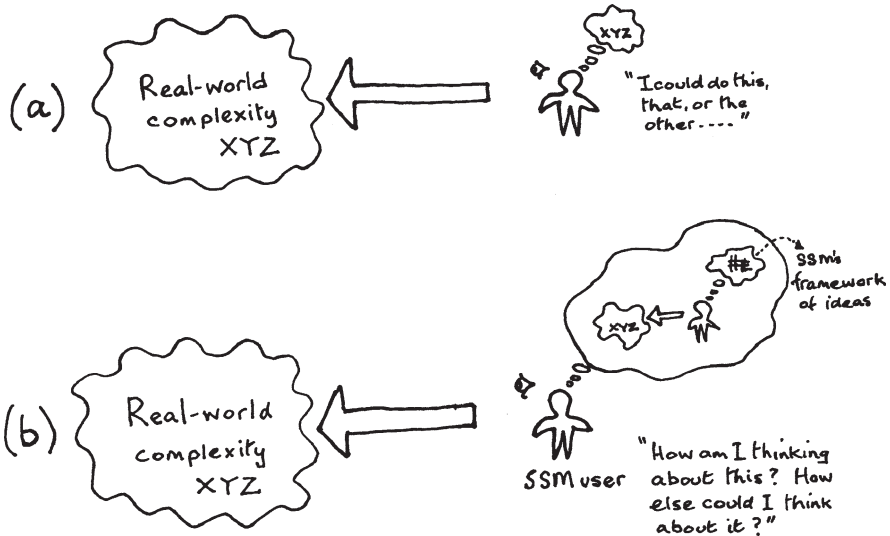 (a)
Real-world
complexity
XYZ
XYZ
"I could do this,
that, or the
other----"
(b)
Real-world
complexity
XYZ
XYZ
SSM's
framework
of ideas
SSM user
"How am I thinking
about this? How
else could I think
about it?"